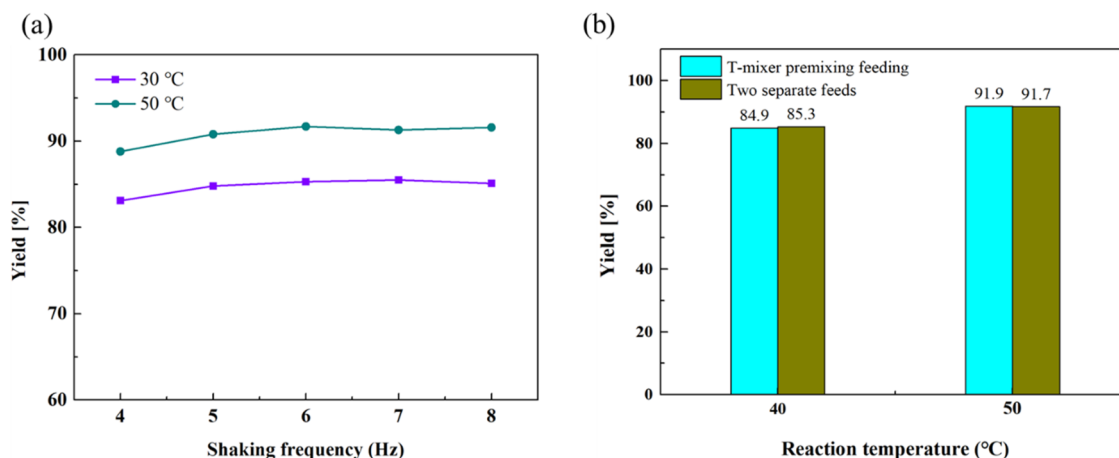 (a)
100
90
80
70
60
Yield [%]
30 ℃
50 ℃
4 5 6 7 8
Shaking frequency (Hz)
(b)
100
80
60
40
20
0
Yield [%]
T-mixer premixing feeding
Two separate feeds
84.9 85.3
91.9 91.7
40 50
Reaction temperature (℃)